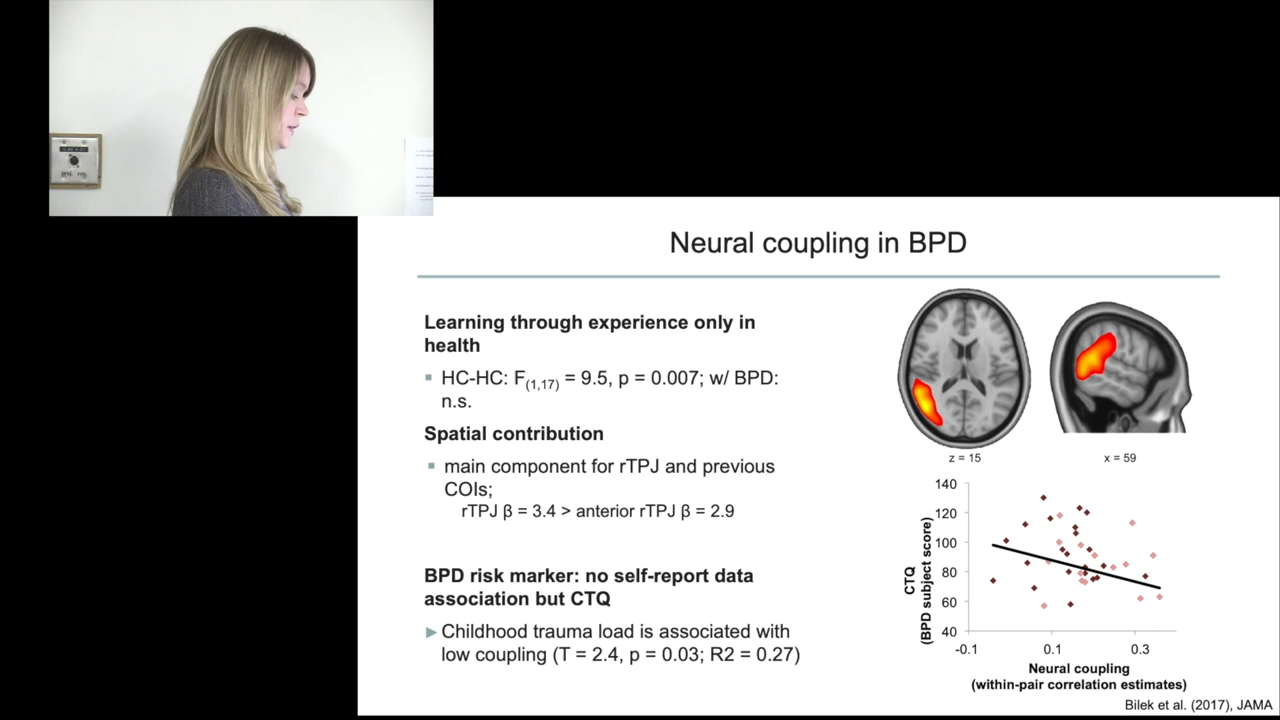 Neural coupling in BPD
Learning through experience only in
health
HC-HC: F(1,17) = 9.5, p = 0.007; w/ BPD:
n.s.
Spatial contribution
main component for rTPJ and previous
COIs;
rTPJ β = 3.4 > anterior rTPJ β = 2.9
BPD risk marker: no self-report data
association but CTQ
Childhood trauma load is associated with
low coupling (T = 2.4, p = 0.03; R2 = 0.27)
z = 15
x = 59
CTQ
(BPD subject score)
140
120
100
80
60
40
-0.1
0.1
0.3
Neural coupling
(within-pair correlation estimates)
Bilek et al. (2017), JAMA